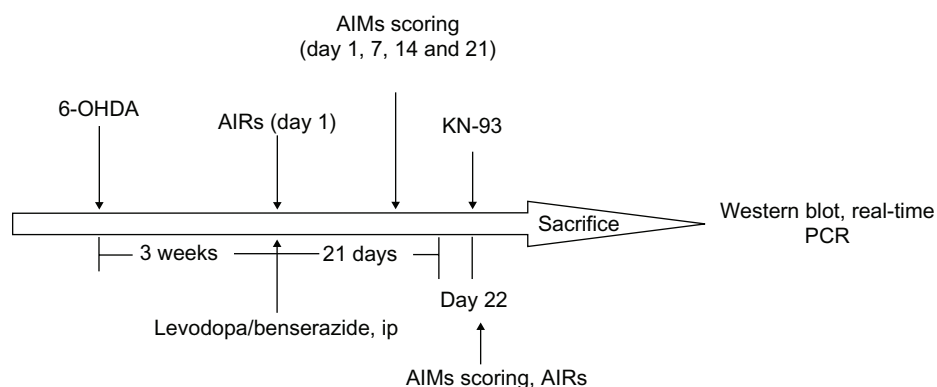 AIMs scoring
(day 1, 7, 14 and 21)
6-OHDA
AIRs (day 1)
KN-93
Sacrifice
Western blot, real-time
PCR
3 weeks
21 days
Day 22
Levodopa/benserazide, ip
AIMs scoring, AIRs